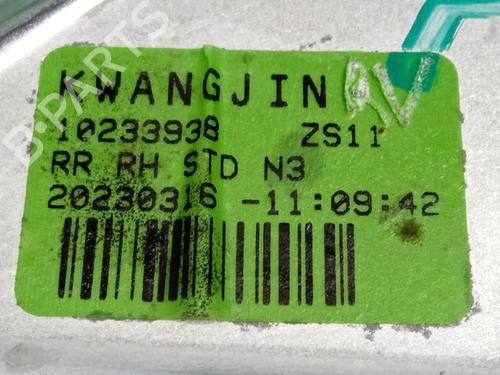 KWANGJIN
10233938 ZS11
RR RH STD N3
20230316 -11:09:42
B-PARTS